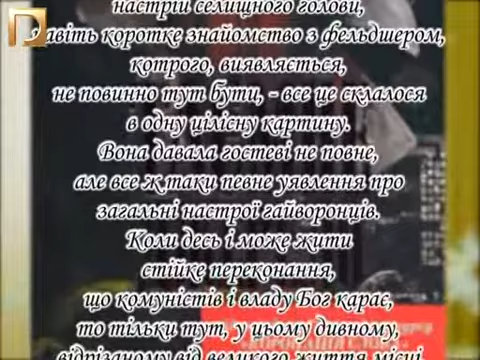 настрій селищного голови,
навіть коротке знайомство з фельдшером,
котрого, виявляється,
не повинно тут бути, - все це склалося
в одну цілісну картину.
Вона давала гостеві не повне,
але все ж таки певне уявлення про
загальні настрої гайворонців.
Коли десь і може жити
стійке переконання,
що комуністів і владу Бог карає,
то тільки тут, у цьому дивному,
відрізаному від великого життя місці